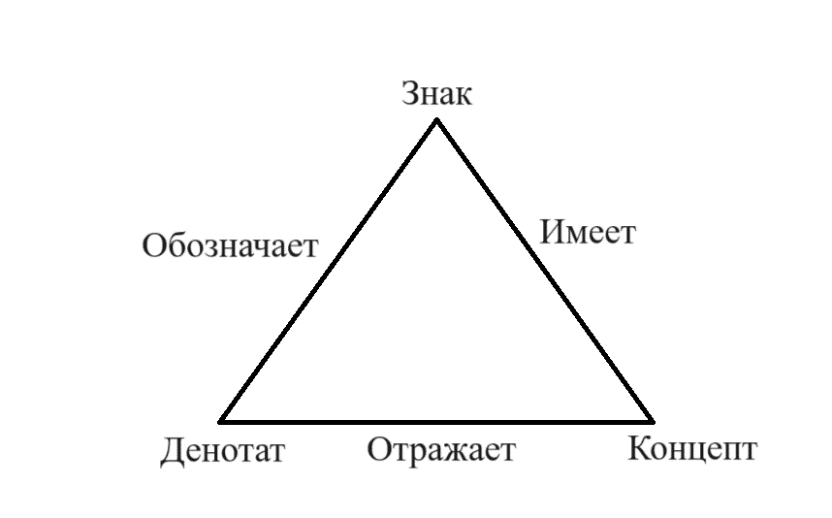 Знак
Имеет
Обозначает
Денотат
Отражает
Концепт